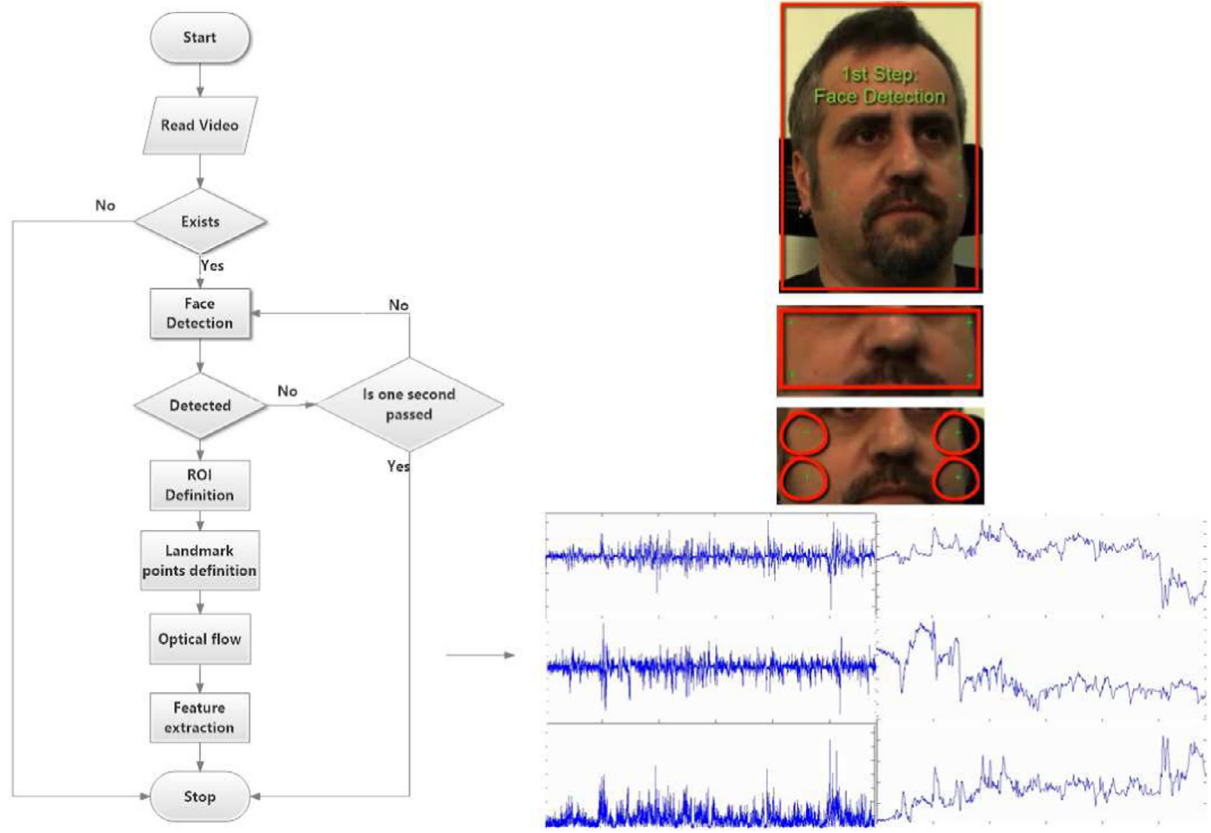 Start
Read Video
No
Exists
Yes
Face
Detection
No
Detected
No
Is one second
passed
Yes
ROI
Definition
Landmark
points definition
Optical flow
Feature
extraction
Stop
1st Step:
Face Detection